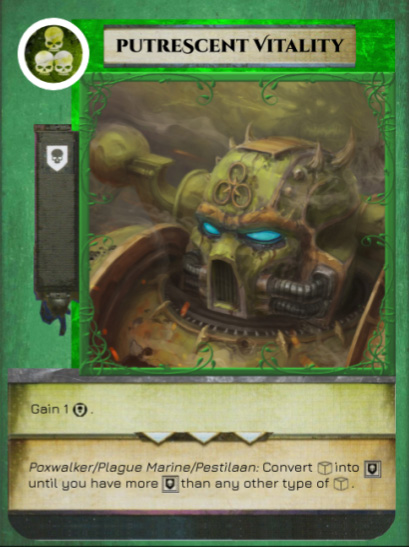 PUTRESCENT VITALITY
Gain 1 .
Poxwalker/Plague Marine/Pestilaan: Convert into
until you have more than any other type of .